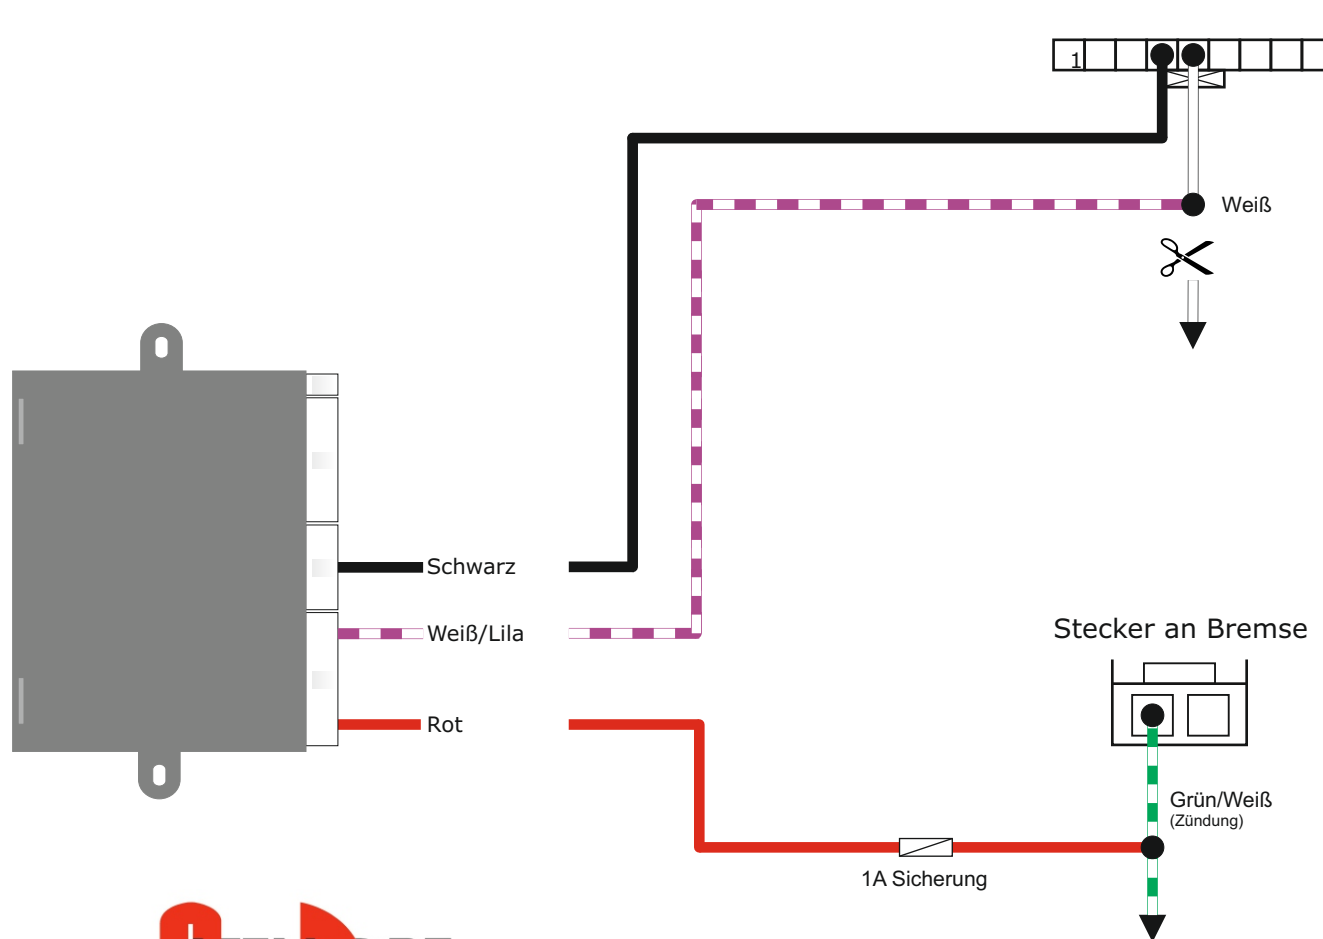 1
Weiß
Schwarz
Weiß/Lila
Stecker an Bremse
Rot
Grün/Weiß
(Zündung)
1A Sicherung